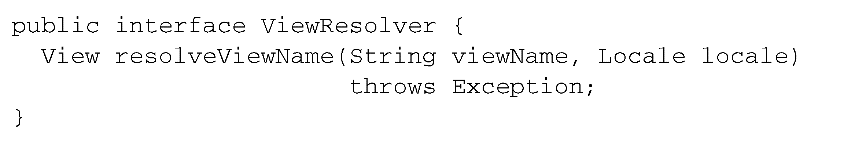 public interface ViewResolver {
  View resolveViewName(String viewName, Locale locale)
                       throws Exception;
}